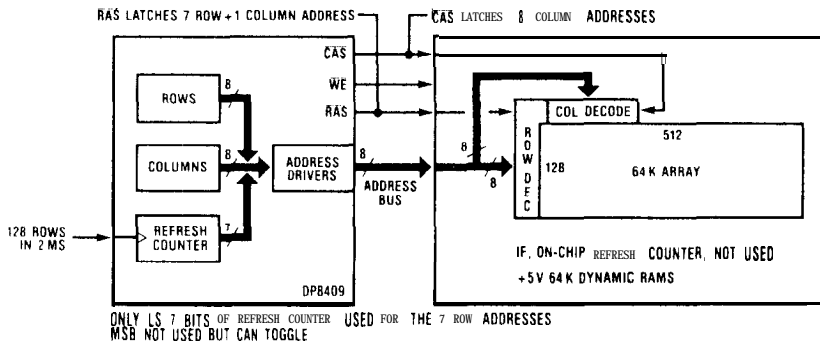 RAS LATCHES 7 ROW + 1 COLUMN ADDRESS
CAS LATCHES 8 COLUMN ADDRESSES
CAS
WE
RAS
ROWS
8
COLUMNS
8
REFRESH
COUNTER
7
ADDRESS
DRIVERS
8
ADDRESS
BUS
128 ROWS
IN 2 MS
DP8409
8
8
ROW DEC
COL DECODE
512
128
64K ARRAY
IF, ON-CHIP REFRESH COUNTER, NOT USED
+5V 64K DYNAMIC RAMS
ONLY LS 7 BITS OF REFRESH COUNTER USED FOR THE 7 ROW ADDRESSES
MSB NOT USED BUT CAN TOGGLE